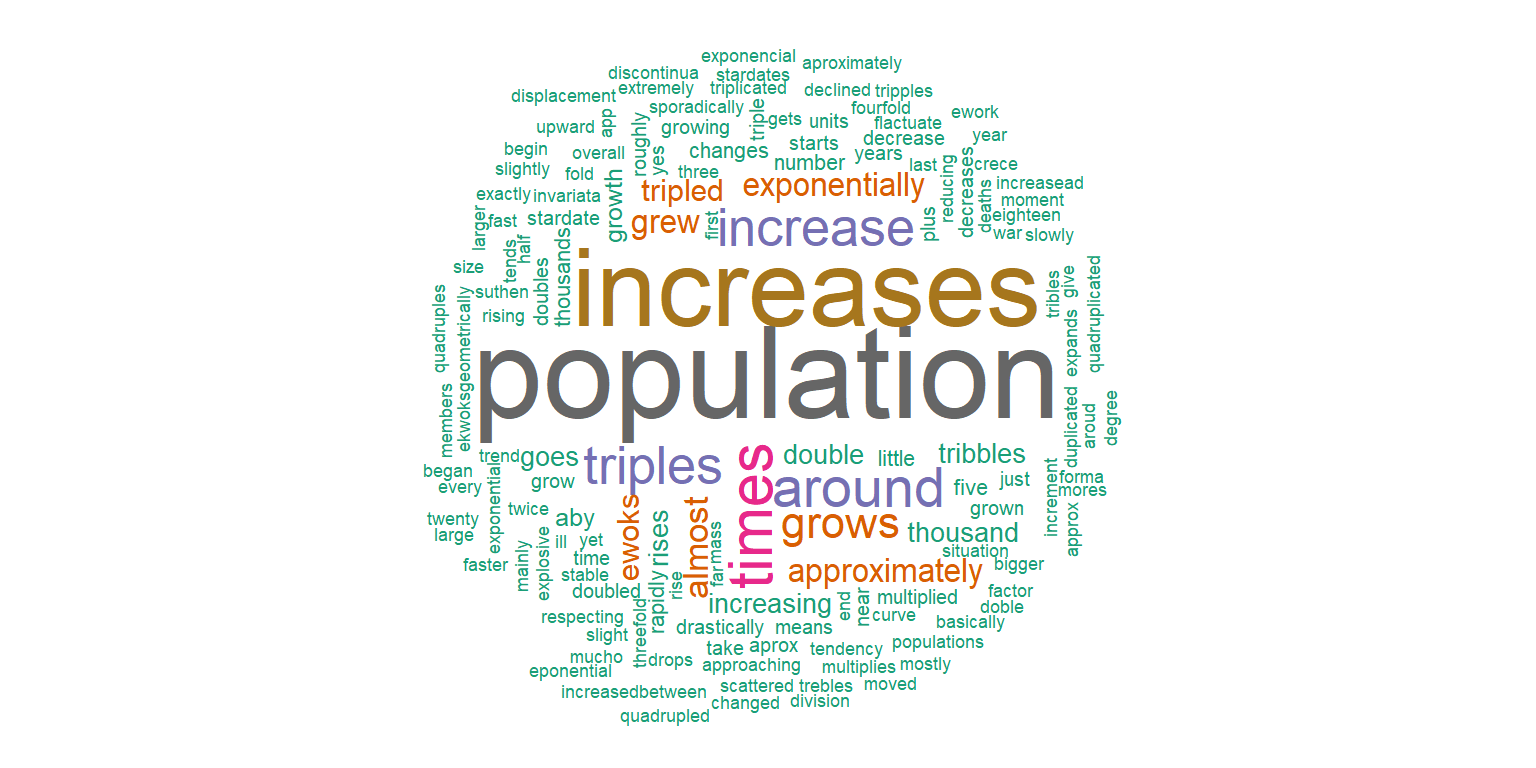 exponencial
aproximately
discontinua
stardates
extremely
triplicated
declined
tripples
displacement
sporadically
triple
gets
units
fourfold
flactuate
ework
upward
app
roughly
growing
starts
decrease
year
begin
overall
yes
changes
number
years
last
crece
slightly
fold
three
reducing
decreases
increasead
exactly
invariata
growth
tripled
exponentially
deaths
moment
larger
fast
stardate
grew
first
increase
plus
eighteen
war
slowly
tends
half
size
doubles
thousands
increases
tribles
give
quadruplicated
suthen
rising
quadruples
geometrically
expands
population
members
ekwoks
duplicated
aroud
degree
trend
goes
triples
times
double
little
tribbles
began
every
exponential
grow
around
five
just
increment
forma
mores
twenty
twice
aby
ewoks
rises
almost
mass
grows
thousand
grown
approx
large
explosive
ill
yet
situation
faster
mainly
time
stable
far
approximately
bigger
doubled
rapidly
rise
increasing
end
near
multiplied
factor
doble
respecting
threefold
curve
slight
drastically
means
basically
mucho
drops
take
aprox
tendency
populations
eponential
approaching
multiplies
mostly
increasedbetween
scattered
trebles
moved
changed
division
quadrupled